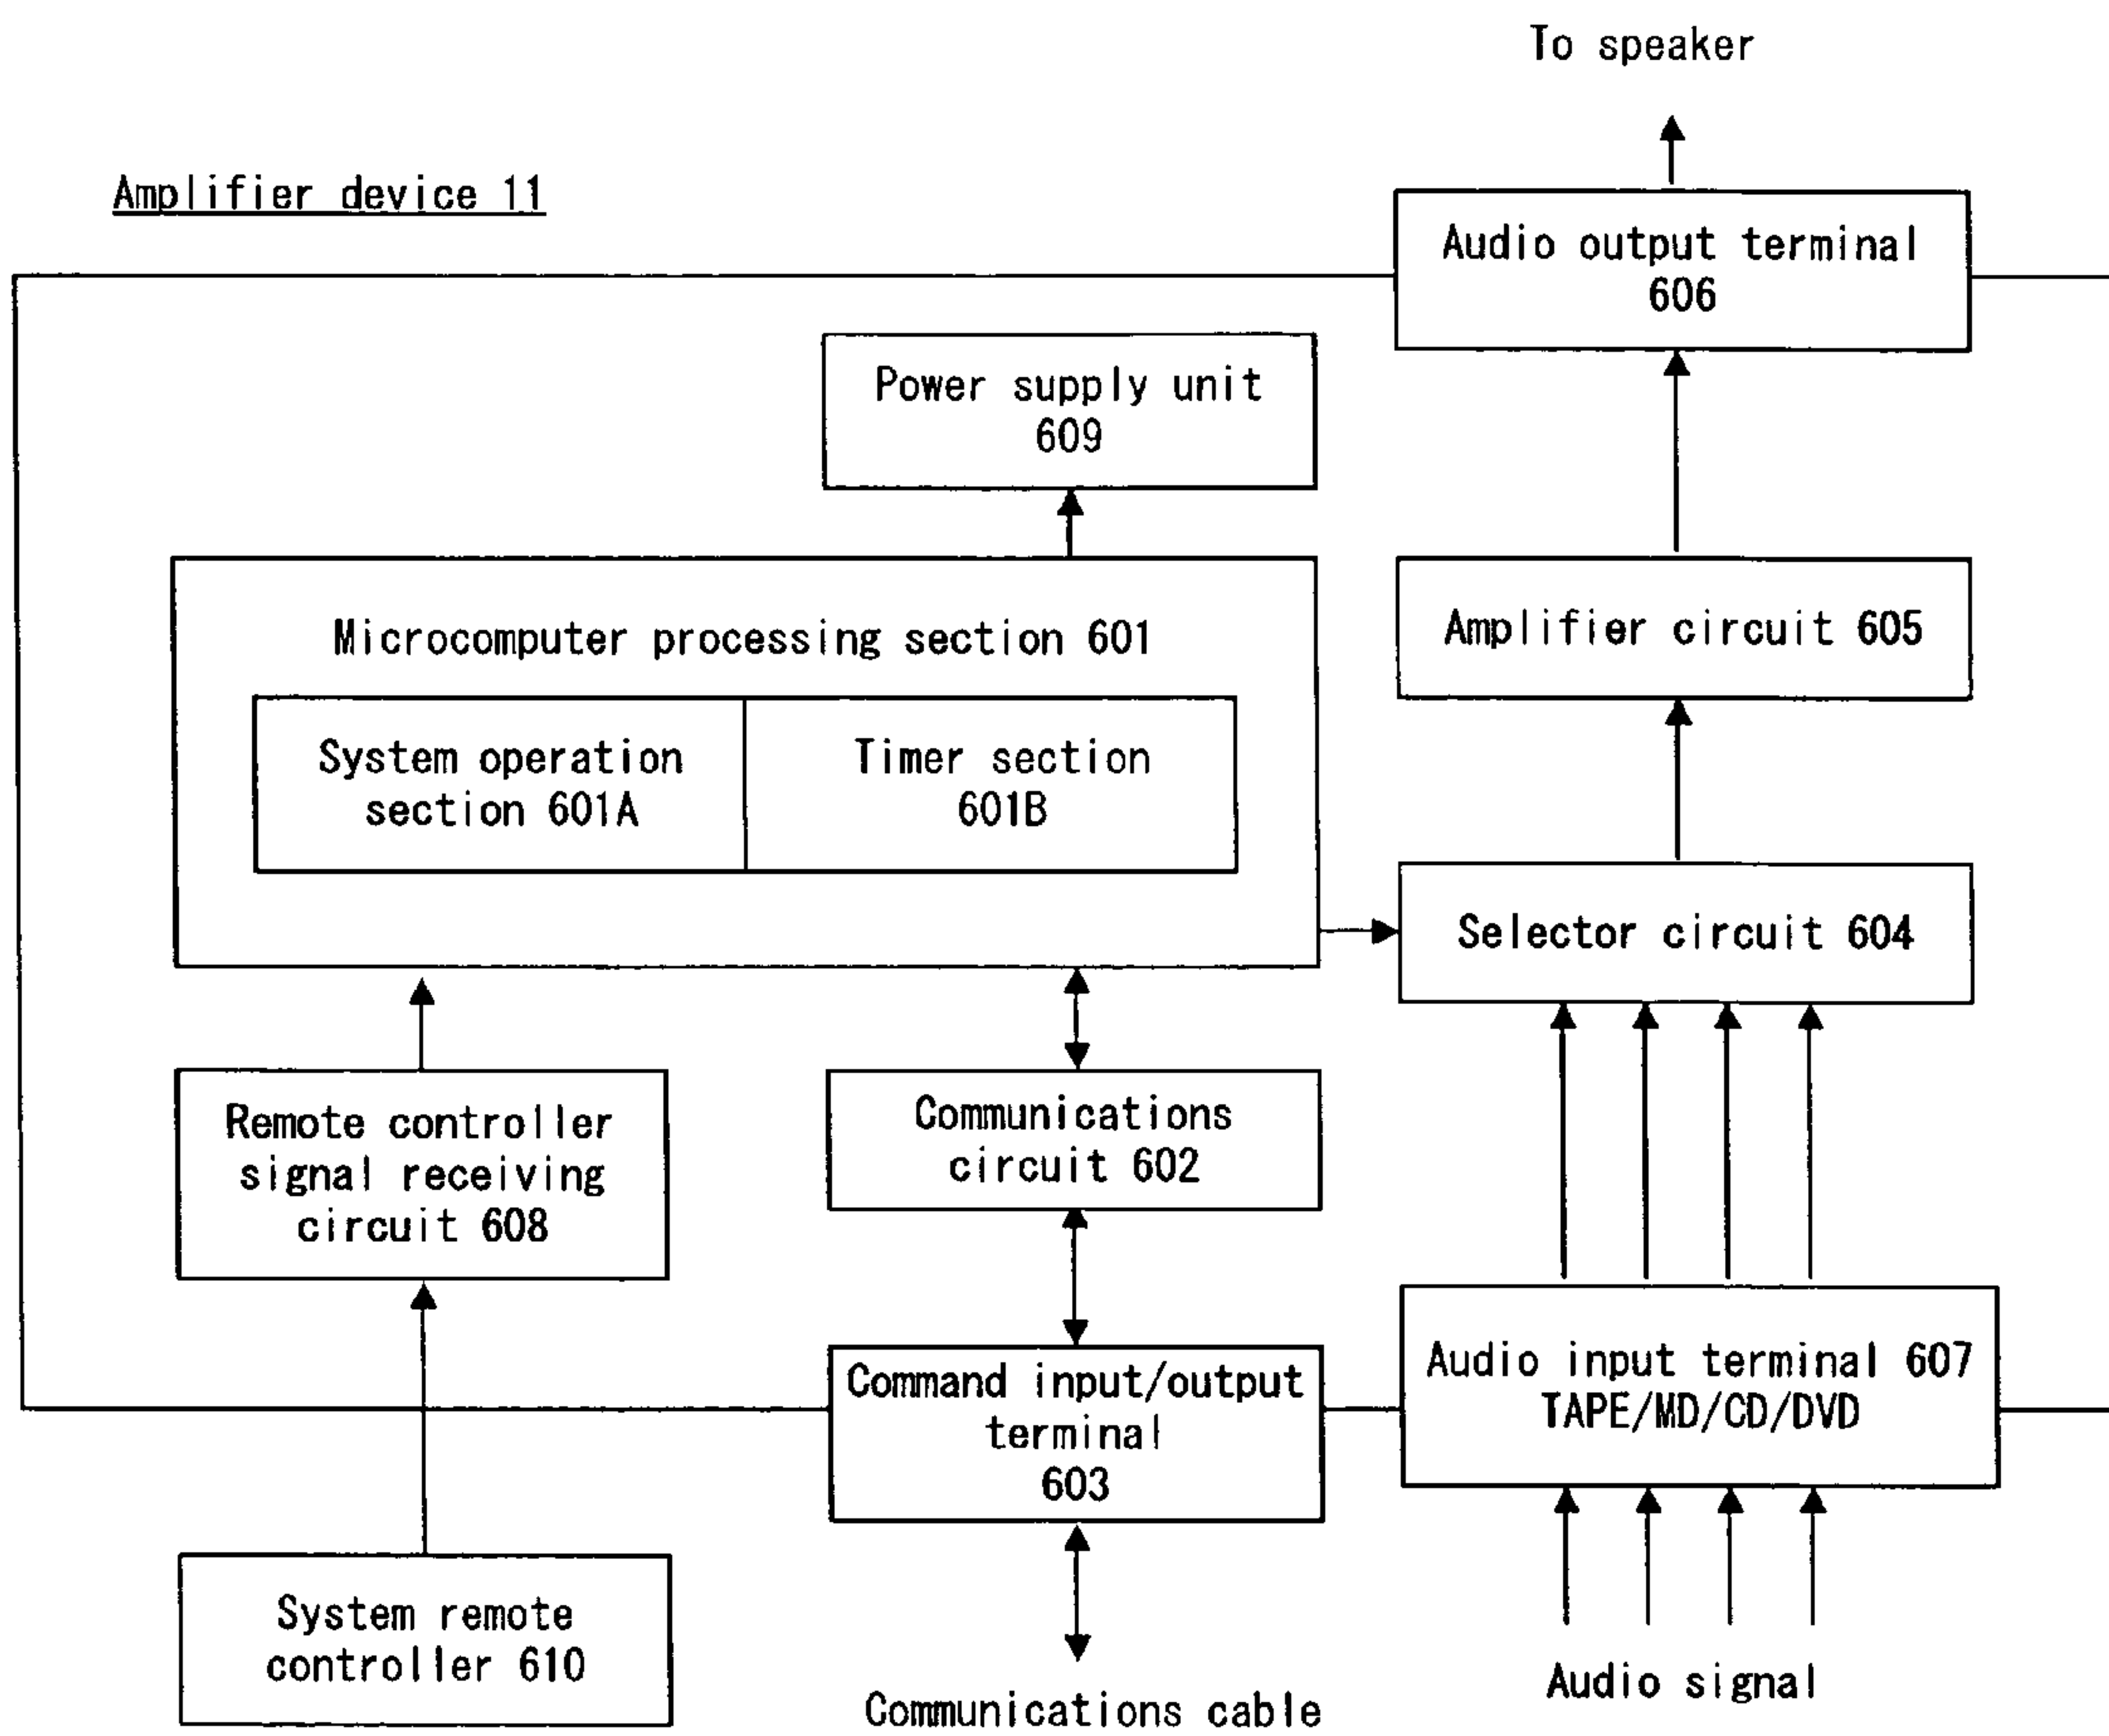 To speaker
Amplifier device 11
Audio output terminal
606
Power supply unit
609
Microcomputer processing section 601
Amplifier circuit 605
System operation
section 601A
Timer section
601B
Selector circuit 604
Remote controller
signal receiving
circuit 608
Communications
circuit 602
Command input/output
terminal
603
Audio input terminal 607
TAPE/MD/CD/DVD
System remote
controller 610
Communications cable
Audio signal